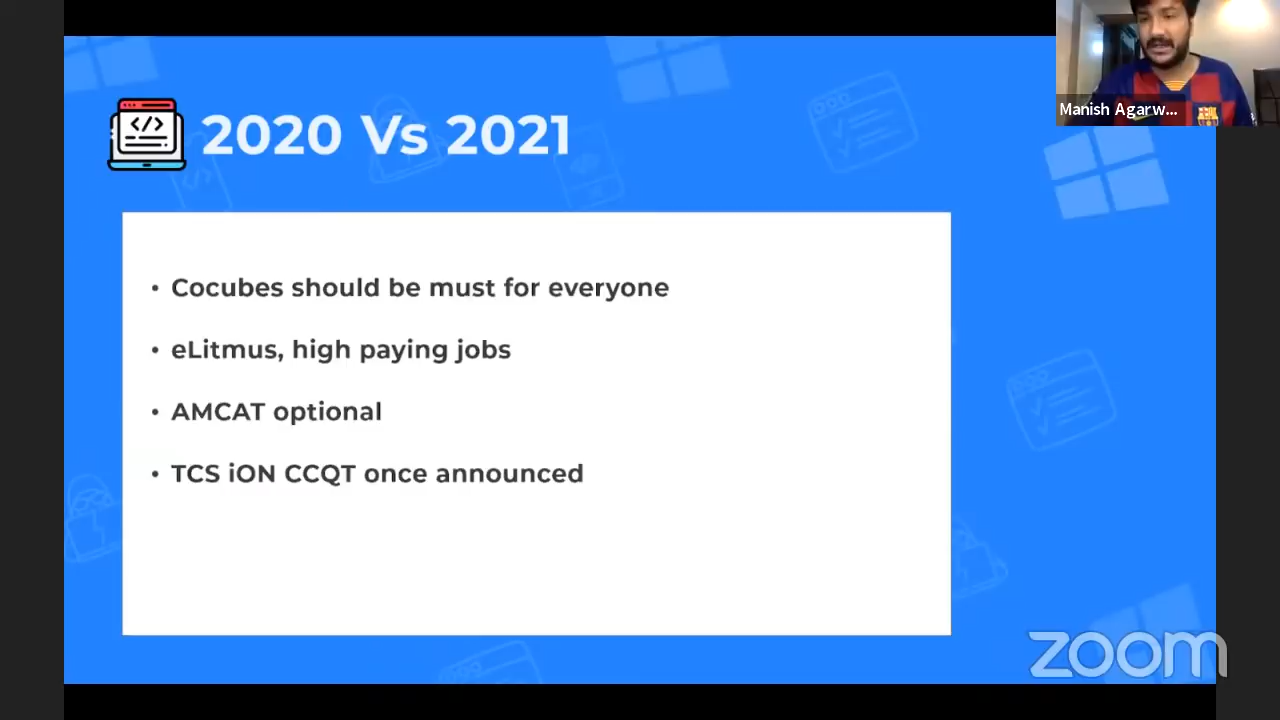 Manish Agarw...
</> 2020 Vs 2021
• Cocubes should be must for everyone
• eLitmus, high paying jobs
• AMCAT optional
• TCS iON CCQT once announced
zoom